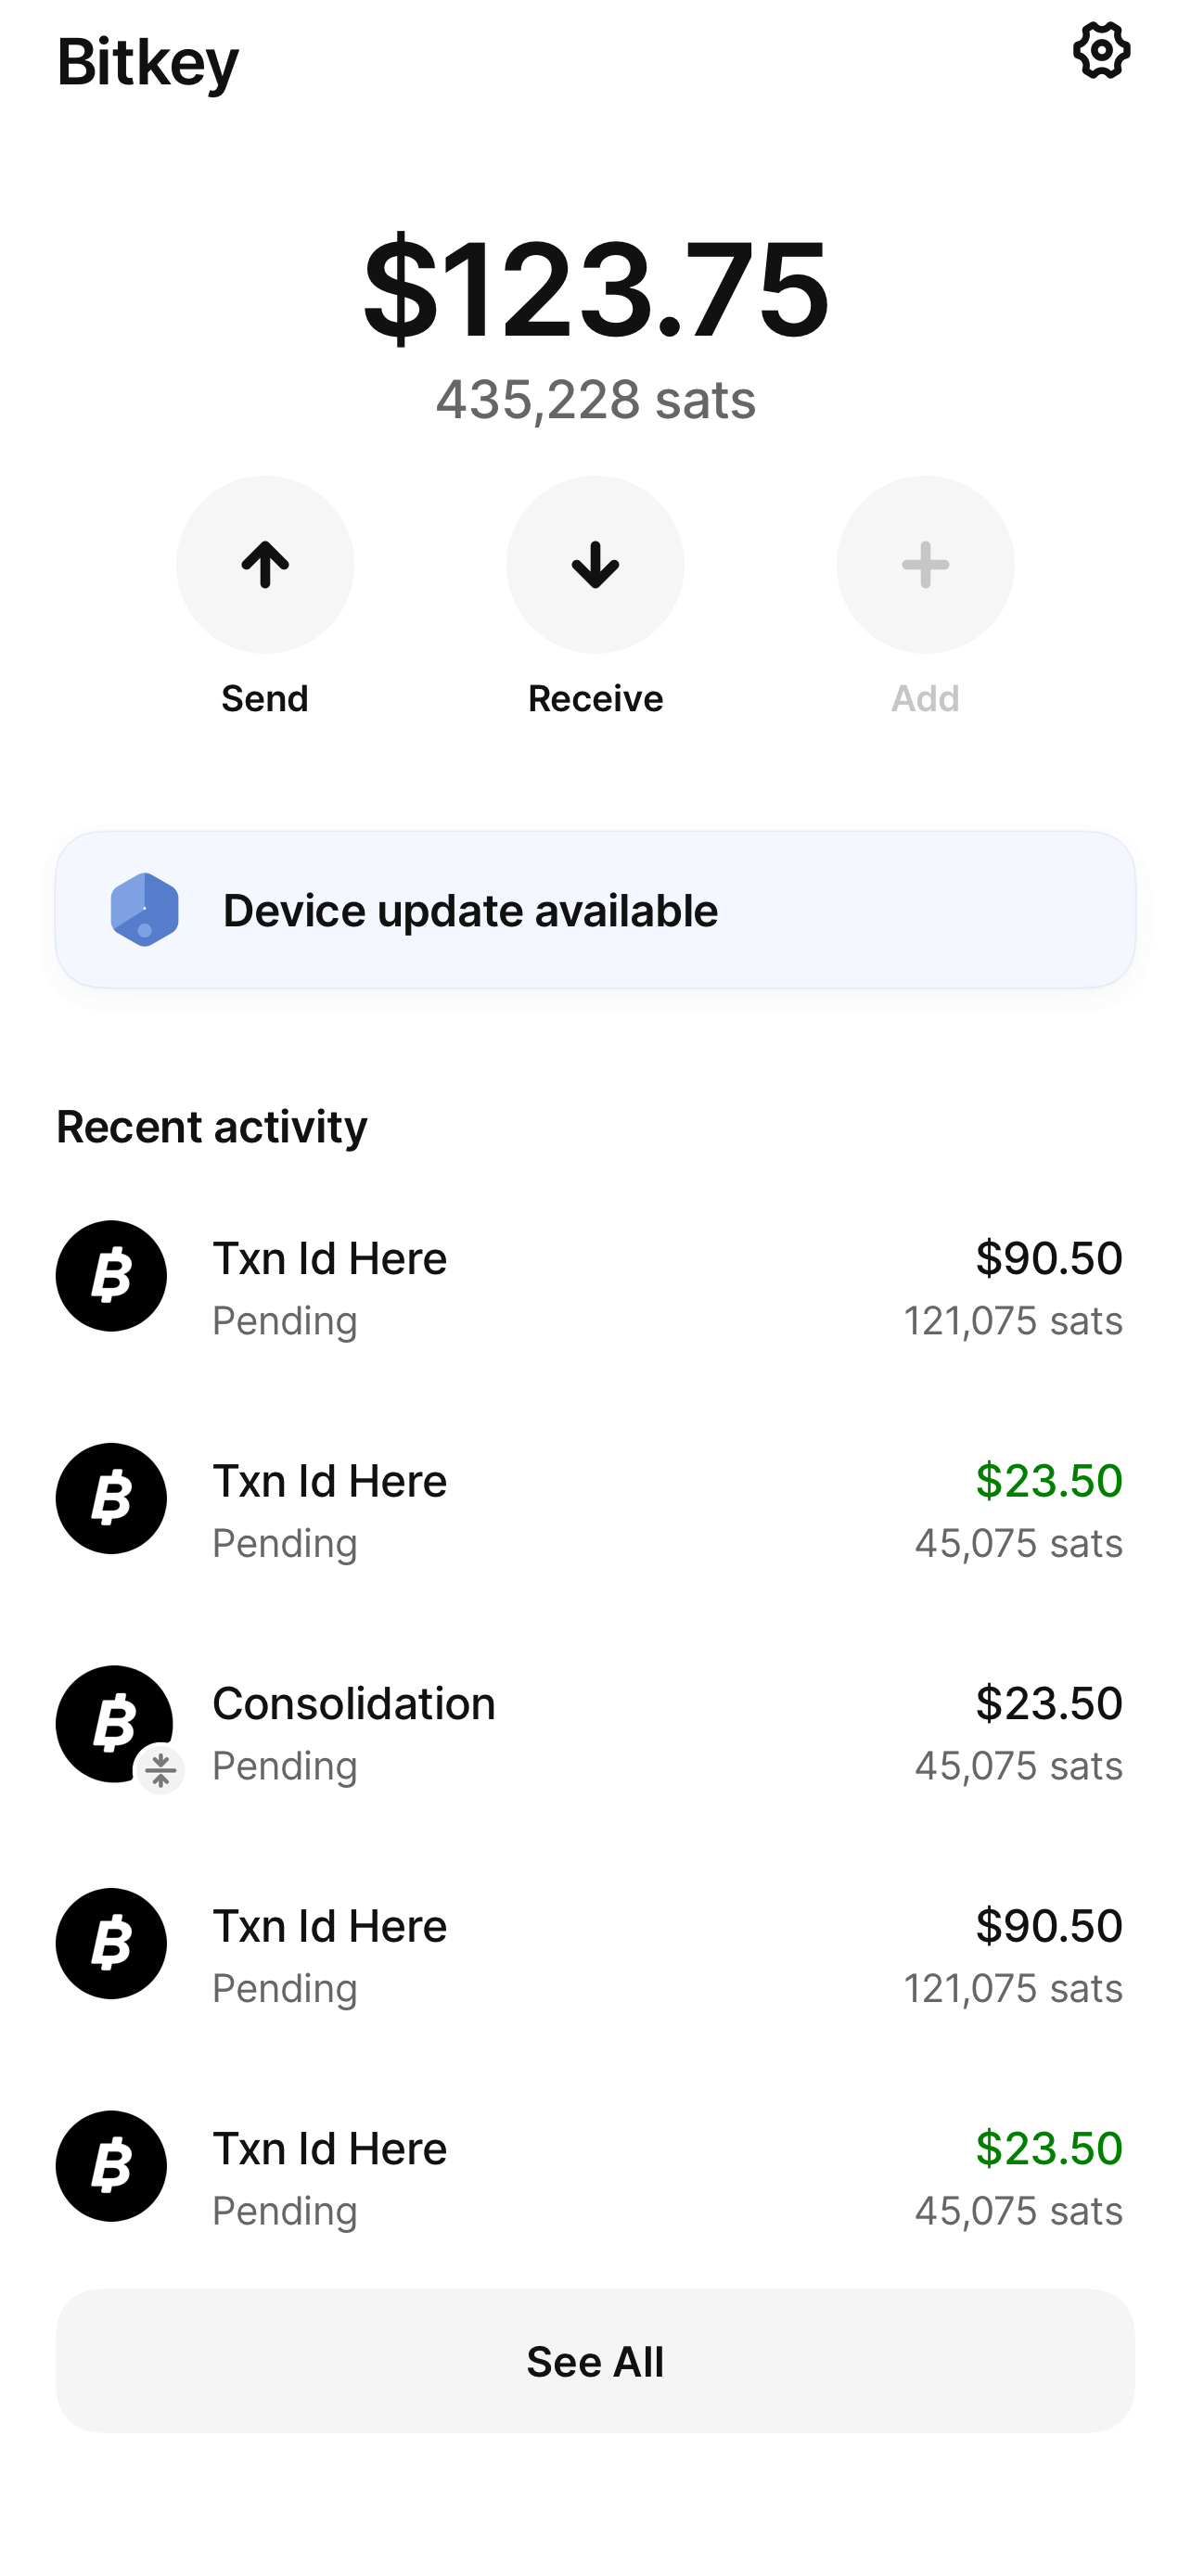 Bitkey
$123.75
435,228 sats
Send
Receive
Add
Device update available
Recent activity
Txn Id Here
$90.50
Pending
121,075 sats
Txn Id Here
$23.50
Pending
45,075 sats
Consolidation
$23.50
Pending
45,075 sats
Txn Id Here
$90.50
Pending
121,075 sats
Txn Id Here
$23.50
Pending
45,075 sats
See All